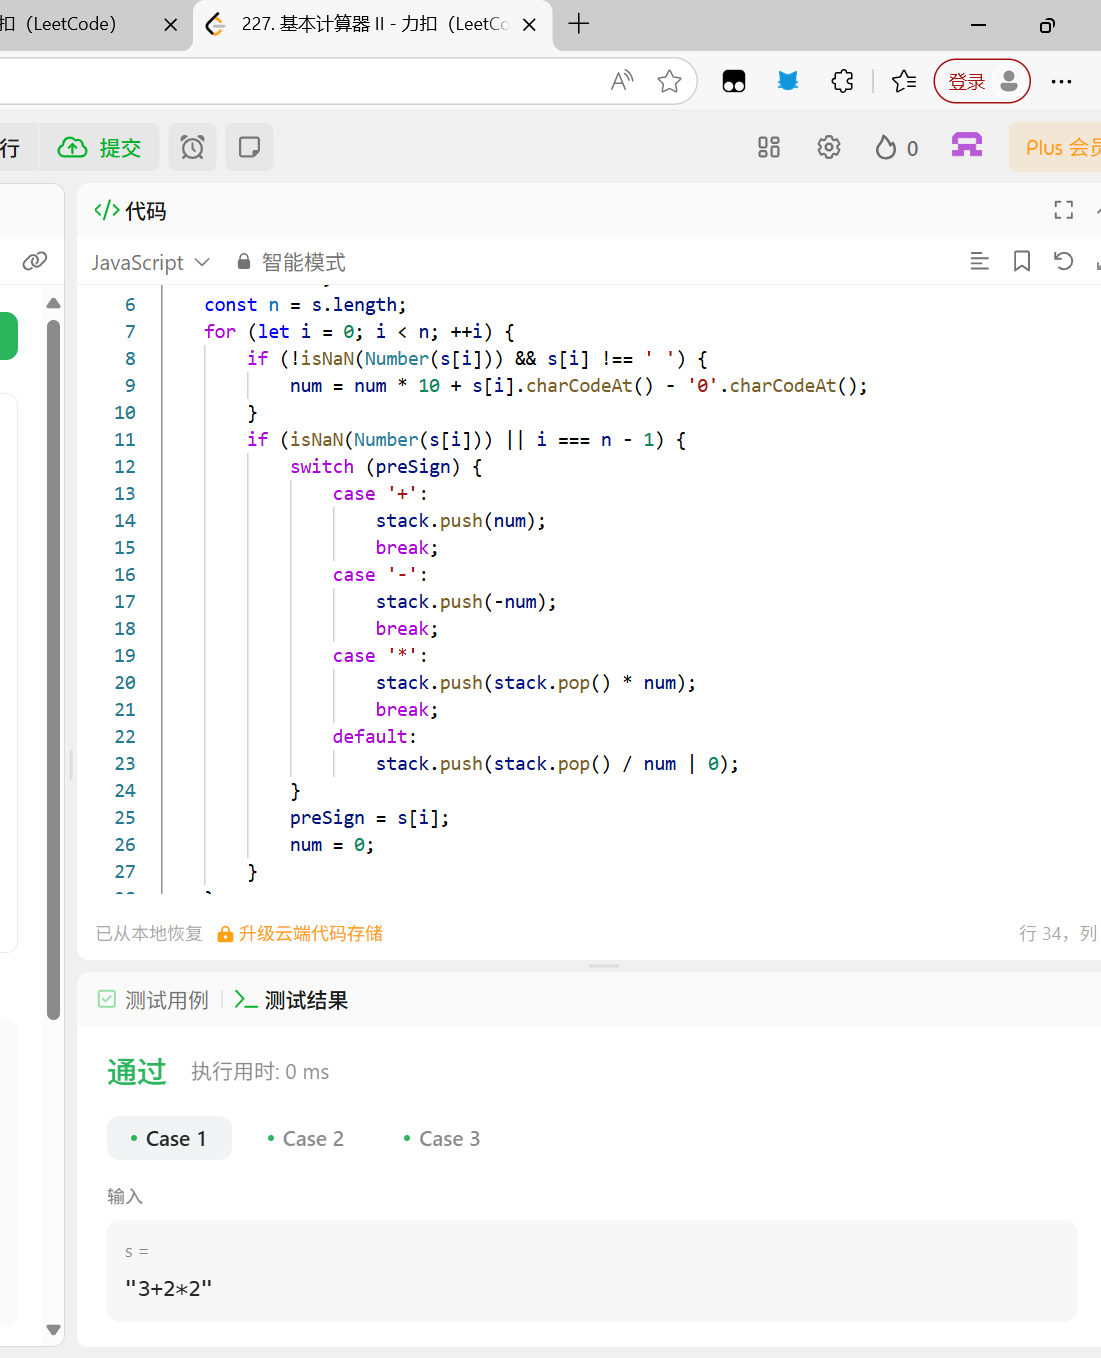 扣（LeetCode）
227. 基本计算器 II - 力扣（LeetCo
登录
行
提交
0
Plus 会员
</> 代码
JavaScript
智能模式
6 const n = s.length;
7 for (let i = 0; i < n; ++i) {
8 if (!isNaN(Number(s[i])) && s[i] !== ' ') {
9 num = num * 10 + s[i].charCodeAt() - '0'.charCodeAt();
10 }
11 if (isNaN(Number(s[i])) || i === n - 1) {
12 switch (preSign) {
13 case '+':
14 stack.push(num);
15 break;
16 case '-':
17 stack.push(-num);
18 break;
19 case '*':
20 stack.push(stack.pop() * num);
21 break;
22 default:
23 stack.push(stack.pop() / num | 0);
24 }
25 preSign = s[i];
26 num = 0;
27 }
已从本地恢复
升级云端代码存储
行 34，列
测试用例
测试结果
通过
执行用时: 0 ms
Case 1
Case 2
Case 3
输入
s =
"3+2*2"